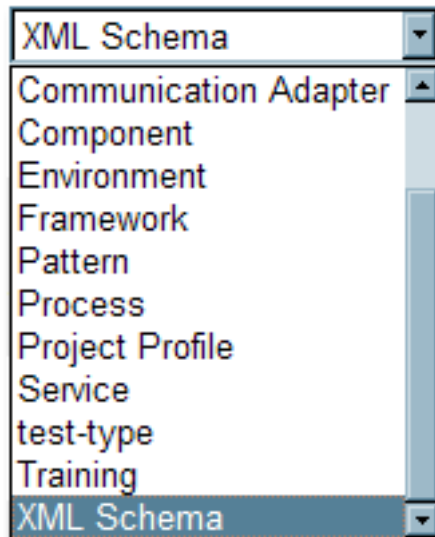 XML Schema
Communication Adapter
Component
Environment
Framework
Pattern
Process
Project Profile
Service
test-type
Training
XML Schema